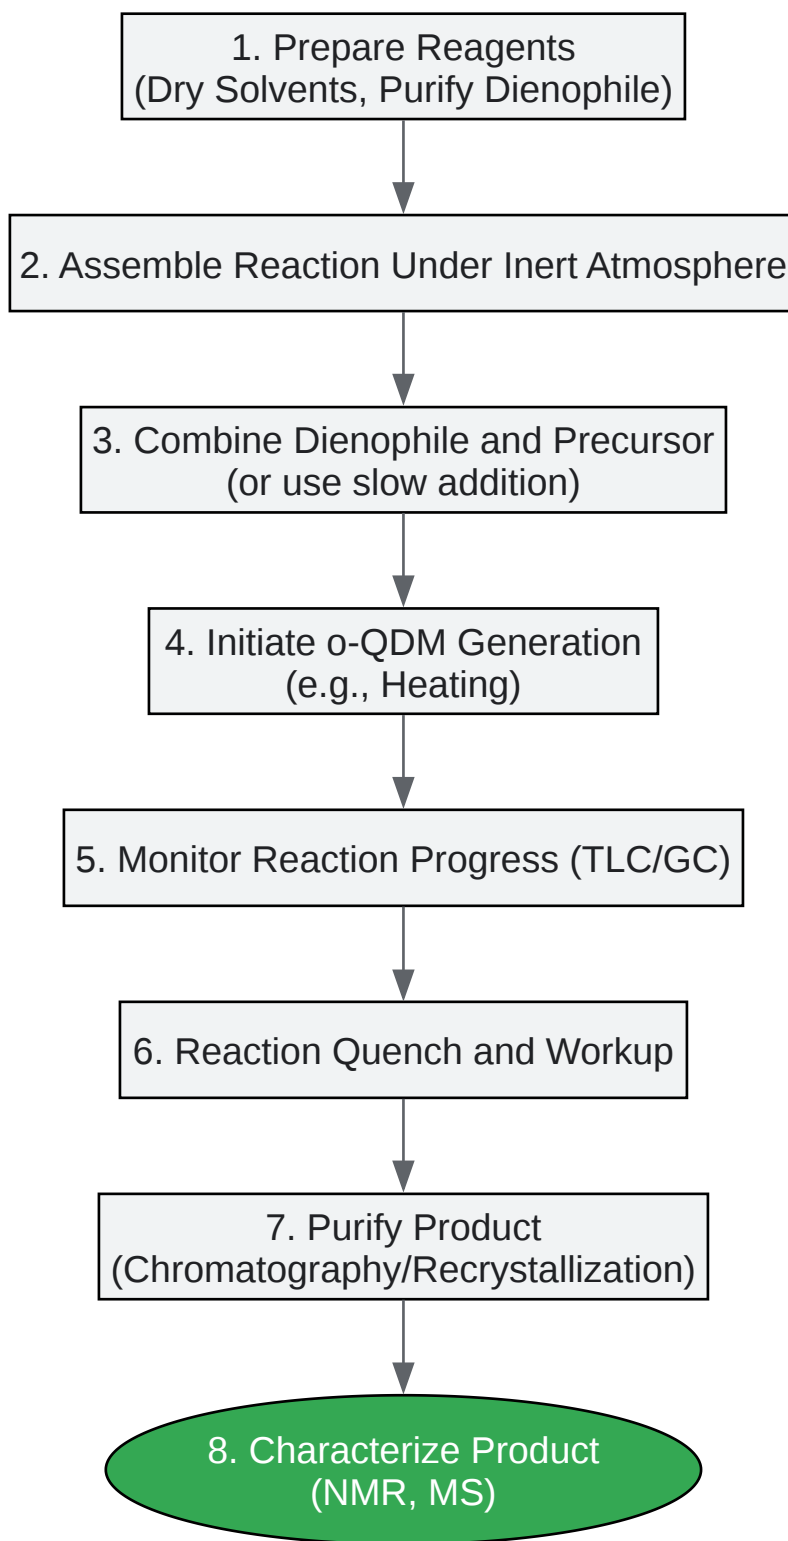 1. Prepare Reagents
(Dry Solvents, Purify Dienophile)
2. Assemble Reaction Under Inert Atmosphere
3. Combine Dienophile and Precursor
(or use slow addition)
4. Initiate o-QDM Generation
(e.g., Heating)
5. Monitor Reaction Progress (TLC/GC)
6. Reaction Quench and Workup
7. Purify Product
(Chromatography/Recrystallization)
8. Characterize Product
(NMR, MS)